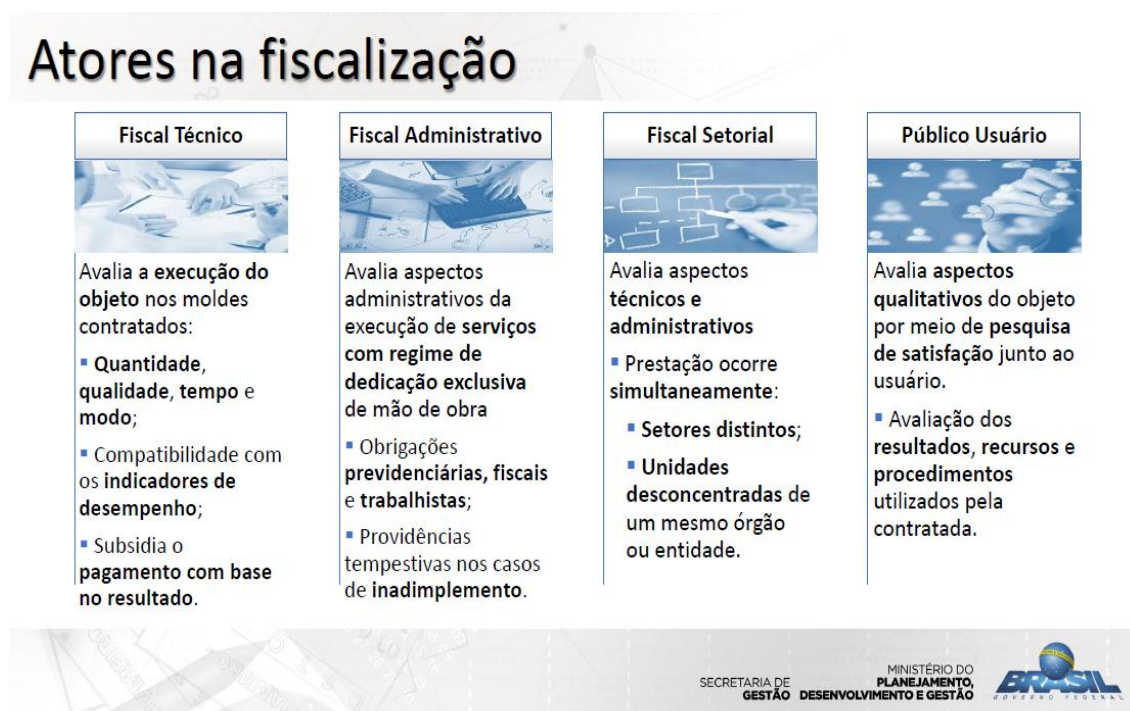 Atores na fiscalização
Fiscal Técnico
Avalia a execução do
objeto nos moldes
contratados:
▪ Quantidade,
qualidade, tempo e
modo;
▪ Compatibilidade com
os indicadores de
desempenho;
▪ Subsidia o
pagamento com base
no resultado.
Fiscal Administrativo
Avalia aspectos
administrativos da
execução de serviços
com regime de
dedicação exclusiva
de mão de obra
▪ Obrigações
previdenciárias, fiscais
e trabalhistas;
▪ Providências
tempestivas nos casos
de inadimplemento.
Fiscal Setorial
Avalia aspectos
técnicos e
administrativos
▪ Prestação ocorre
simultaneamente:
▪ Setores distintos;
▪ Unidades
desconcentradas de
um mesmo órgão
ou entidade.
Público Usuário
Avalia aspectos
qualitativos do objeto
por meio de pesquisa
de satisfação junto ao
usuário.
▪ Avaliação dos
resultados, recursos e
procedimentos
utilizados pela
contratada.
SECRETARIA DE
GESTÃO
MINISTÉRIO DO
PLANEJAMENTO,
DESENVOLVIMENTO E GESTÃO
BRASIL
GOVERNO FEDERAL